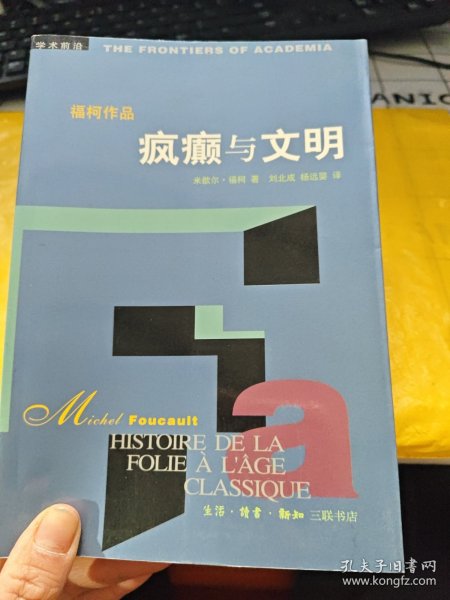 学术前沿 THE FRONTIERS OF ACADEMIA
福柯作品
疯癫与文明
米歇尔·福柯 著 刘北成 杨远婴 译
a
Michel Foucault
HISTOIRE DE LA
FOLIE À L'ÂGE
CLASSIQUE
生活·讀書·新知 三联书店
孔夫子旧书网
www.kongfz.com